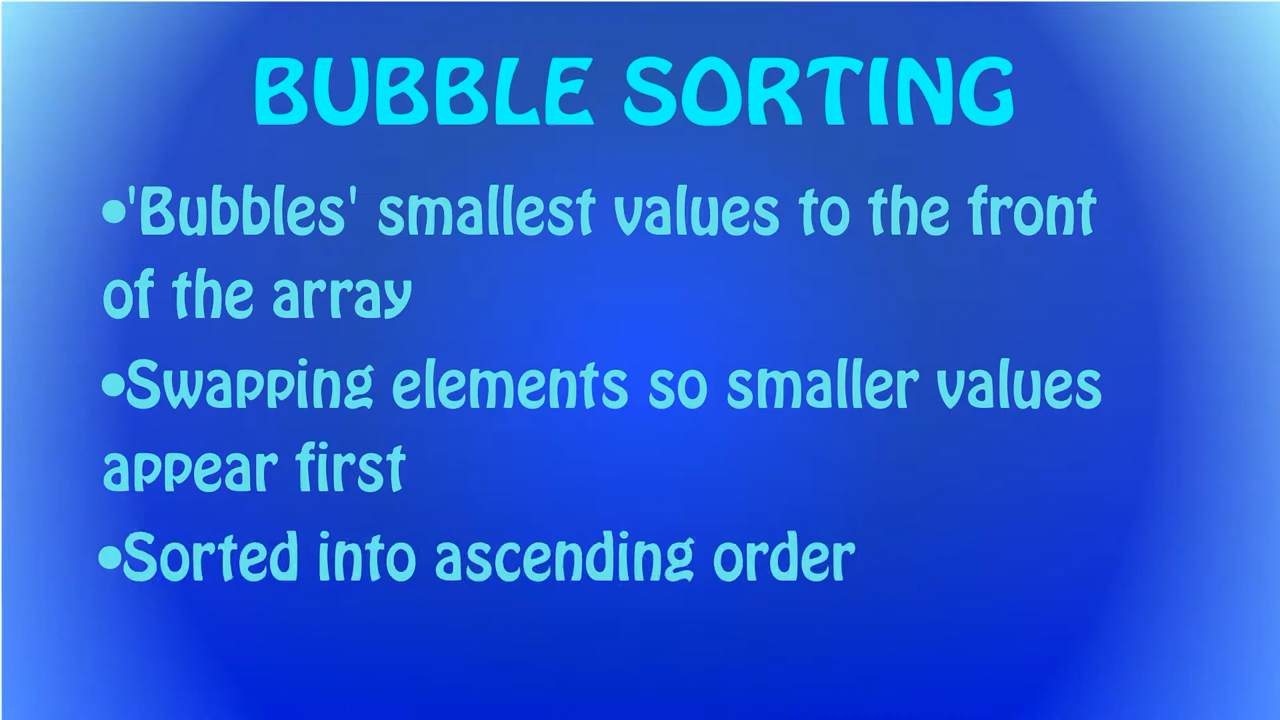 BUBBLE SORTING
•'Bubbles' smallest values to the front
of the array
•Swapping elements so smaller values
appear first
•Sorted into ascending order